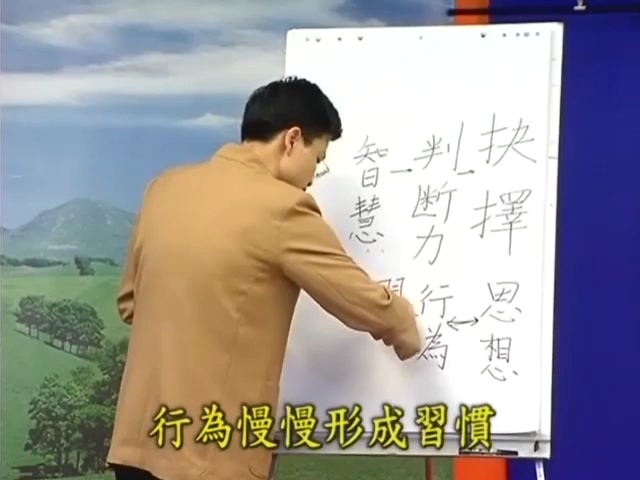 抉擇
判断力
智慧
→
→
思想
↔
行為
習
行為慢慢形成習慣